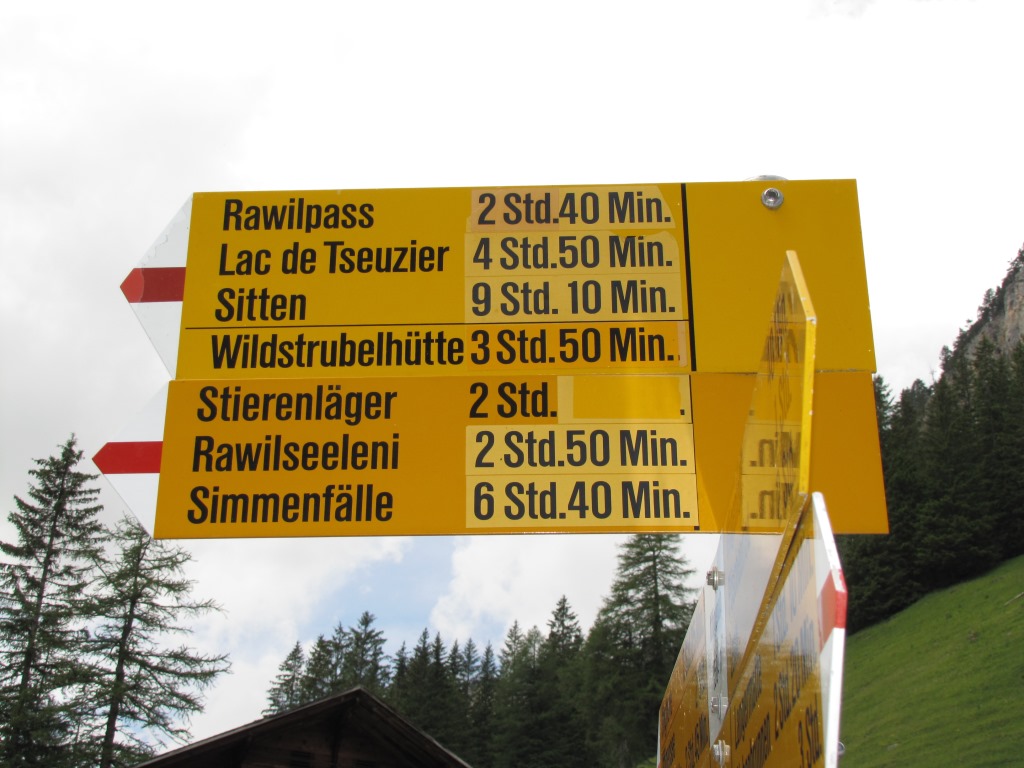 Rawilpass 2 Std.40 Min.
Lac de Tseuzier 4 Std.50 Min.
Sitten 9 Std. 10 Min.
Wildstrubelhütte 3 Std.50 Min.
Stierenläger 2 Std. .
Rawilseeleni 2 Std.50 Min.
Simmenfälle 6 Std.40 Min.